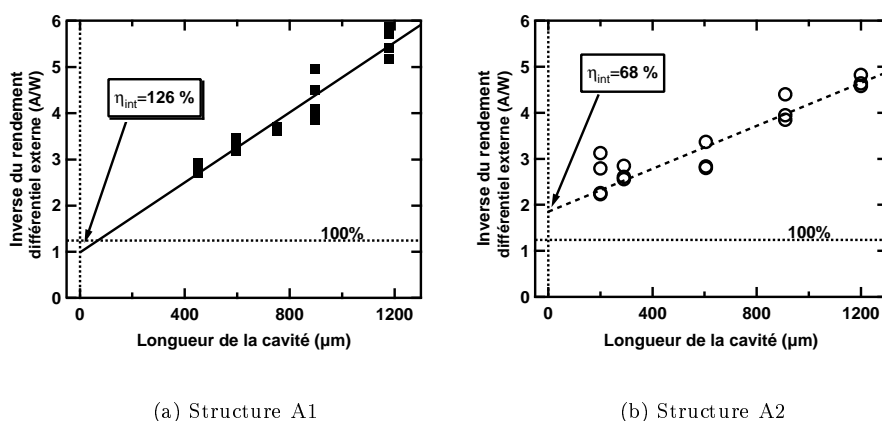 6
5
4
3
2
1
0
Inverse du rendement
différentiel externe (A/W)
η_int=126 %
100%
0 400 800 1200
Longueur de la cavité (µm)
(a) Structure A1
6
5
4
3
2
1
0
Inverse du rendement
différentiel externe (A/W)
η_int=68 %
100%
0 400 800 1200
Longueur de la cavité (µm)
(b) Structure A2